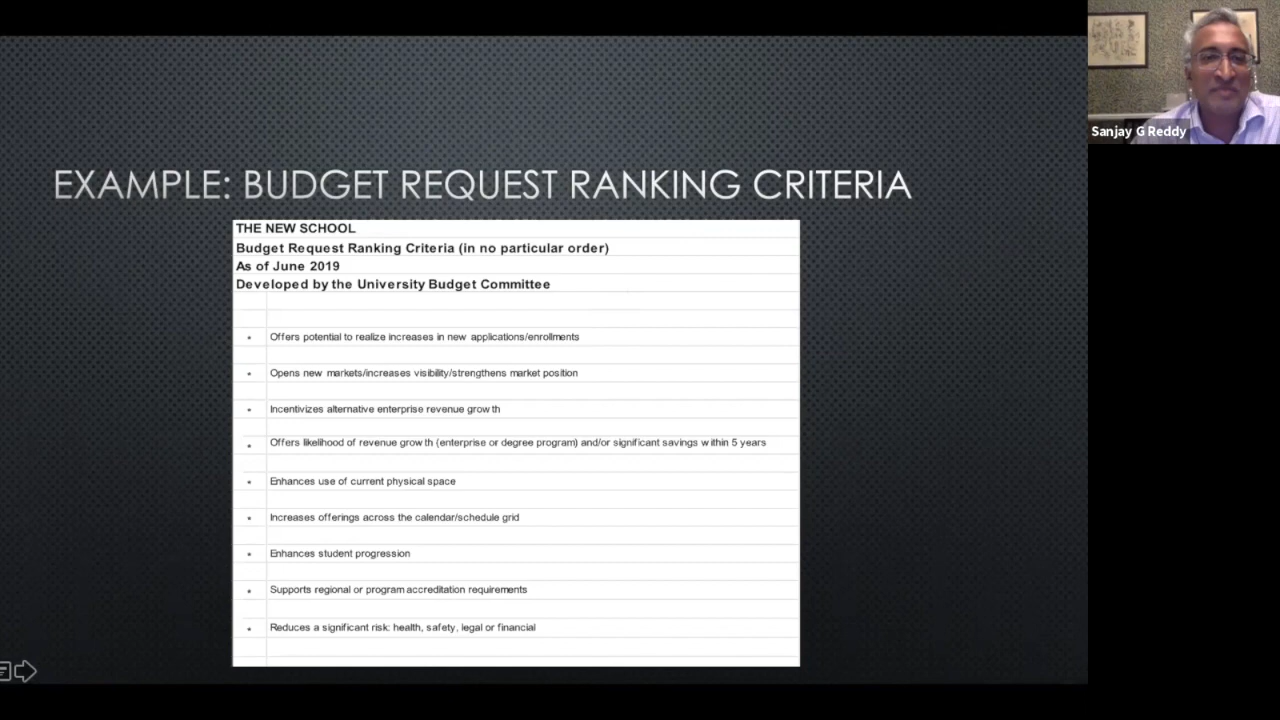 EXAMPLE: BUDGET REQUEST RANKING CRITERIA
THE NEW SCHOOL
Budget Request Ranking Criteria (in no particular order)
As of June 2019
Developed by the University Budget Committee
• Offers potential to realize increases in new applications/enrollments
• Opens new markets/increases visibility/strengthens market position
• Incentivizes alternative enterprise revenue growth
• Offers likelihood of revenue growth (enterprise or degree program) and/or significant savings within 5 years
• Enhances use of current physical space
• Increases offerings across the calendar/schedule grid
• Enhances student progression
• Supports regional or program accreditation requirements
• Reduces a significant risk: health, safety, legal or financial
Sanjay G Reddy